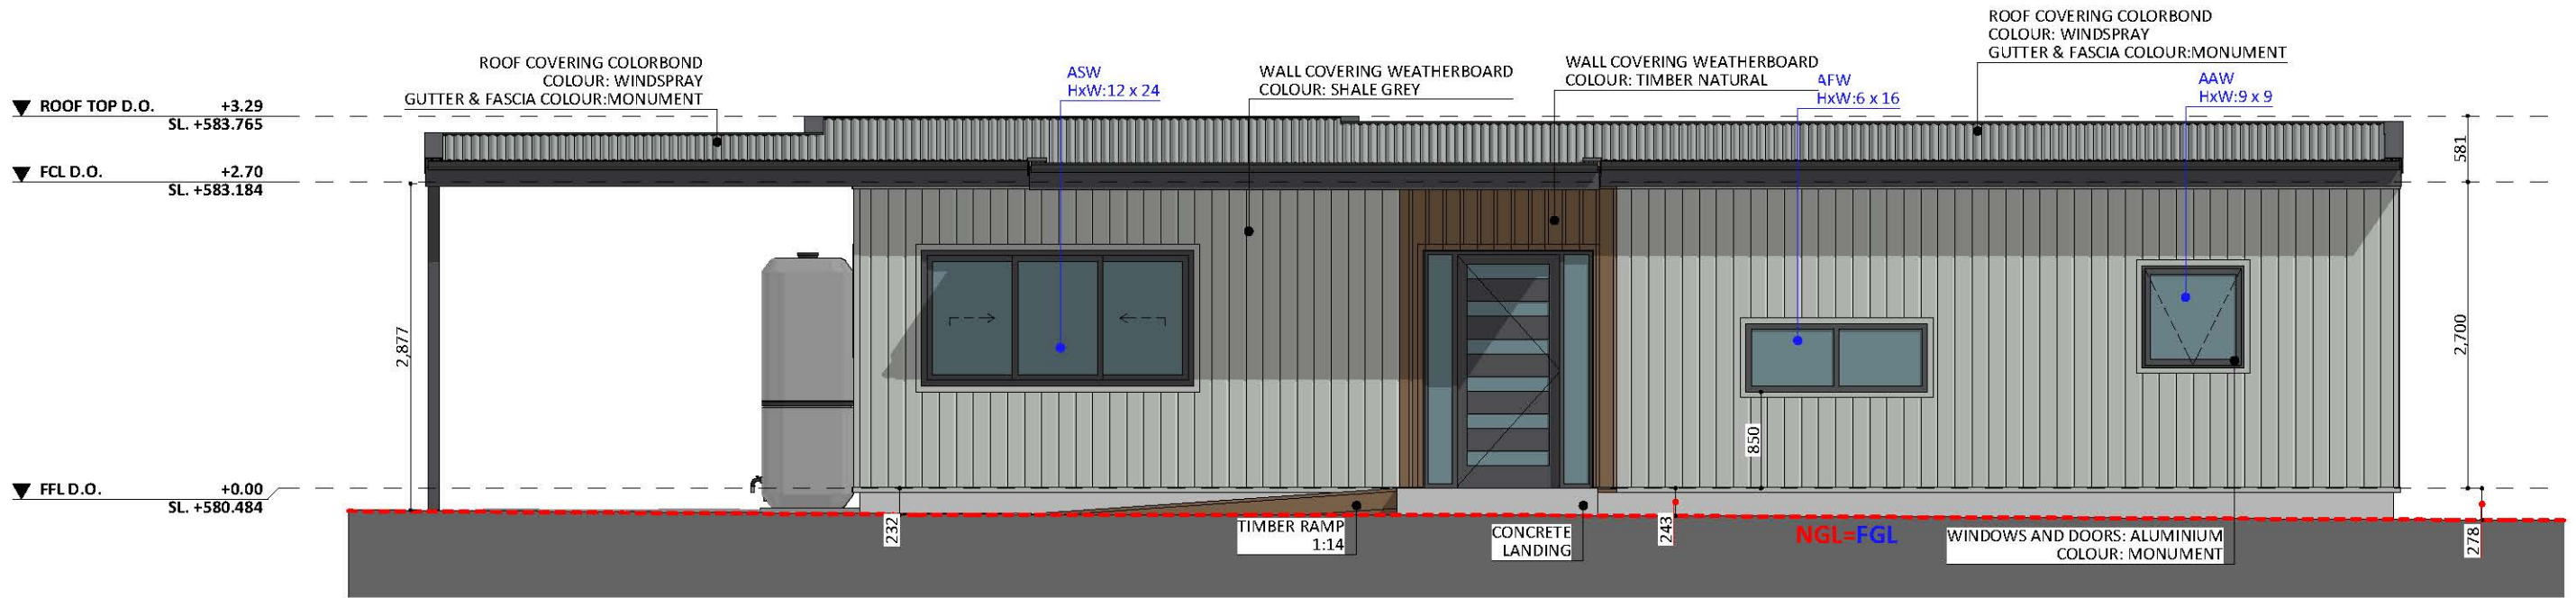 ROOF COVERING COLORBOND
COLOUR: WINDSPRAY
GUTTER & FASCIA COLOUR:MONUMENT
ROOF COVERING COLORBOND
COLOUR: WINDSPRAY
GUTTER & FASCIA COLOUR:MONUMENT
ASW
HxW:12 x 24
WALL COVERING WEATHERBOARD
COLOUR: SHALE GREY
WALL COVERING WEATHERBOARD
COLOUR: TIMBER NATURAL
AFW
HxW:6 x 16
AAW
HxW:9 x 9
ROOF TOP D.O. +3.29
SL. +583.765
FCL D.O. +2.70
SL. +583.184
581
2,877
2,700
850
FFL D.O. +0.00
SL. +580.484
232
TIMBER RAMP
1:14
CONCRETE
LANDING
243
NGL=FGL
WINDOWS AND DOORS: ALUMINIUM
COLOUR: MONUMENT
278